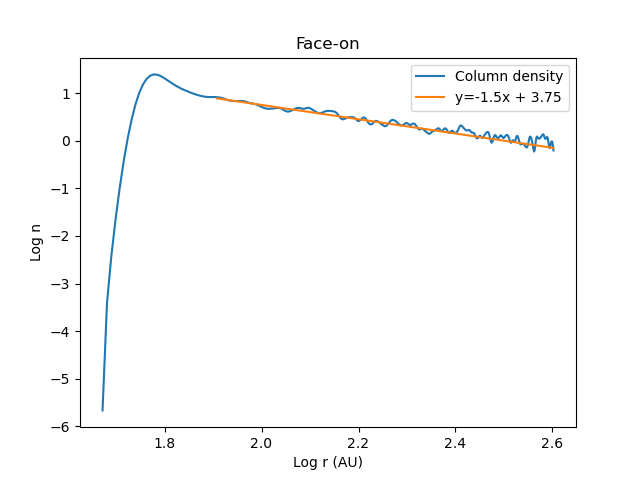 Face-on
Column density
y=-1.5x + 3.75
Log n
1
0
−1
−2
−3
−4
−5
−6
1.8 2.0 2.2 2.4 2.6
Log r (AU)